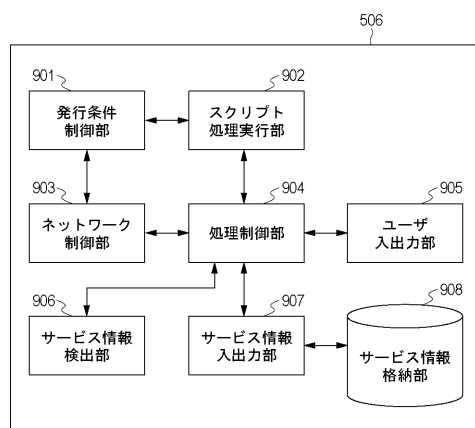 506
901
902
発行条件
制御部
スクリプト
処理実行部
903
904
905
ネットワーク
制御部
処理制御部
ユーザ
入出力部
906
907
908
サービス情報
検出部
サービス情報
入出力部
サービス情報
格納部